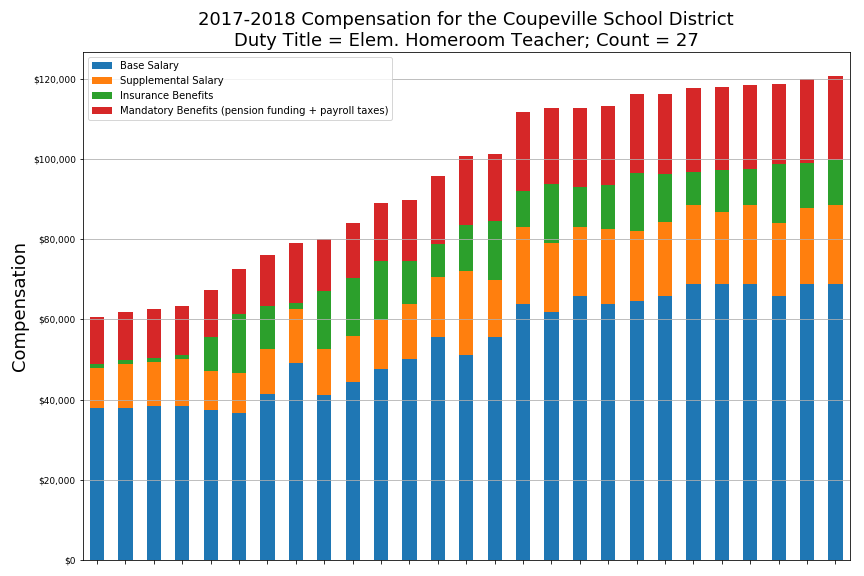 2017-2018 Compensation for the Coupeville School District
Duty Title = Elem. Homeroom Teacher; Count = 27
Base Salary
Supplemental Salary
Insurance Benefits
Mandatory Benefits (pension funding + payroll taxes)
$120,000
$100,000
$80,000
$60,000
$40,000
$20,000
$0
Compensation